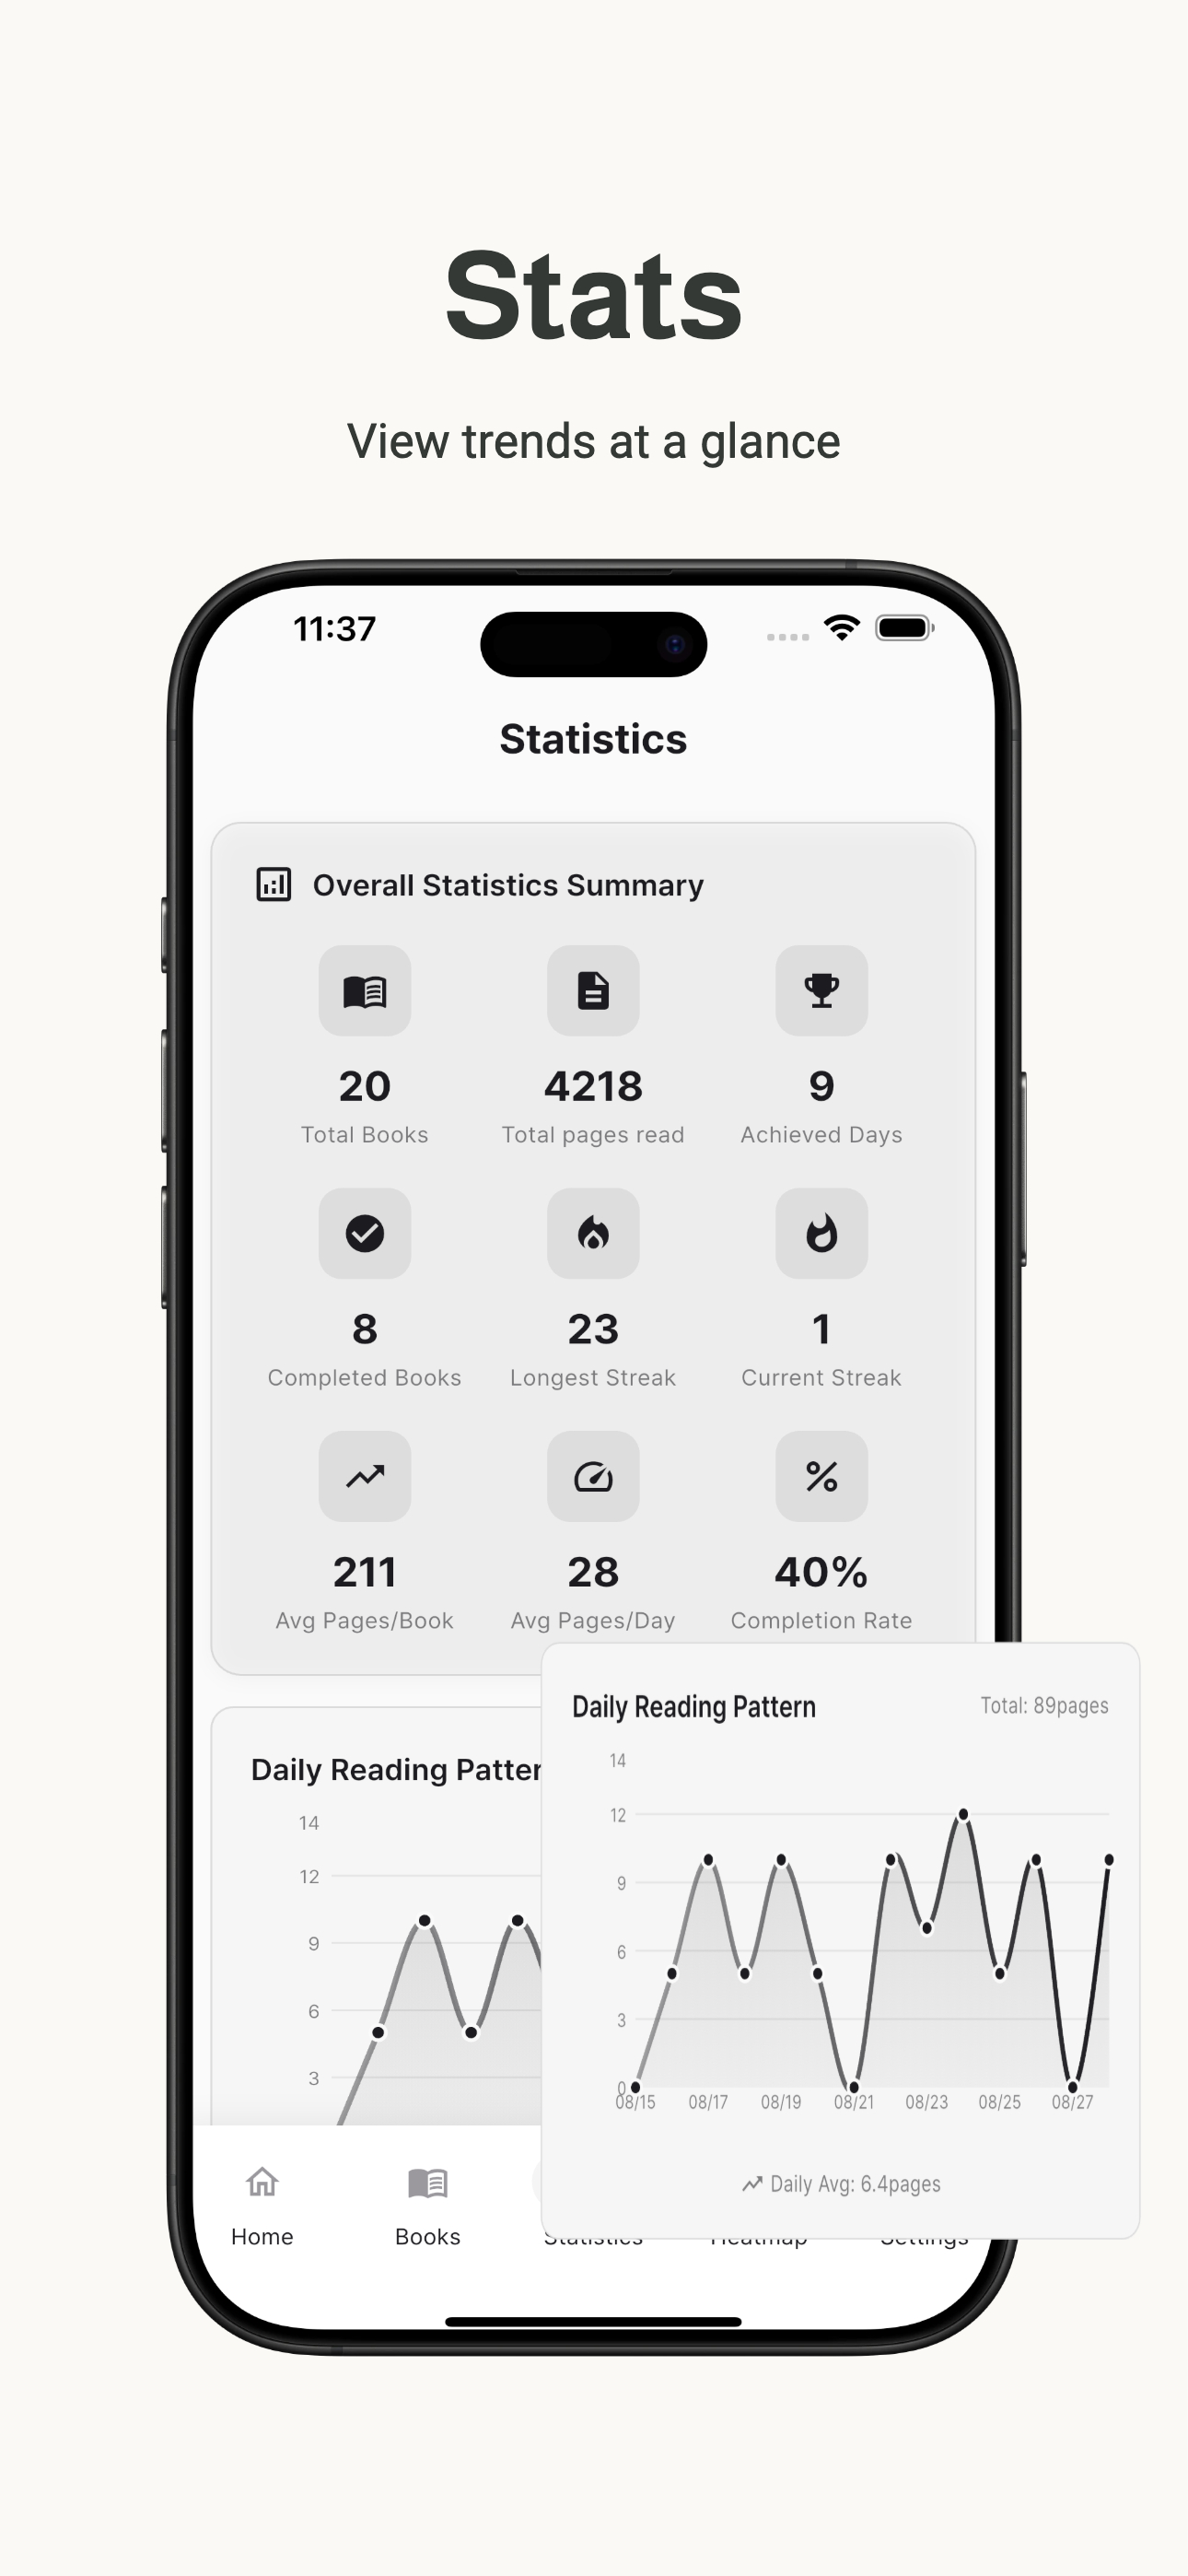 Stats
View trends at a glance
11:37
Statistics
Overall Statistics Summary
20 4218 9
Total Books Total pages read Achieved Days
8 23 1
Completed Books Longest Streak Current Streak
211 28 40%
Avg Pages/Book Avg Pages/Day Completion Rate
Daily Reading Patter
14
12
9
6
3
Daily Reading Pattern Total: 89pages
14
12
9
6
3
0
08/15 08/17 08/19 08/21 08/23 08/25 08/27
Daily Avg: 6.4pages
Home Books Statistics Heatmap Settings